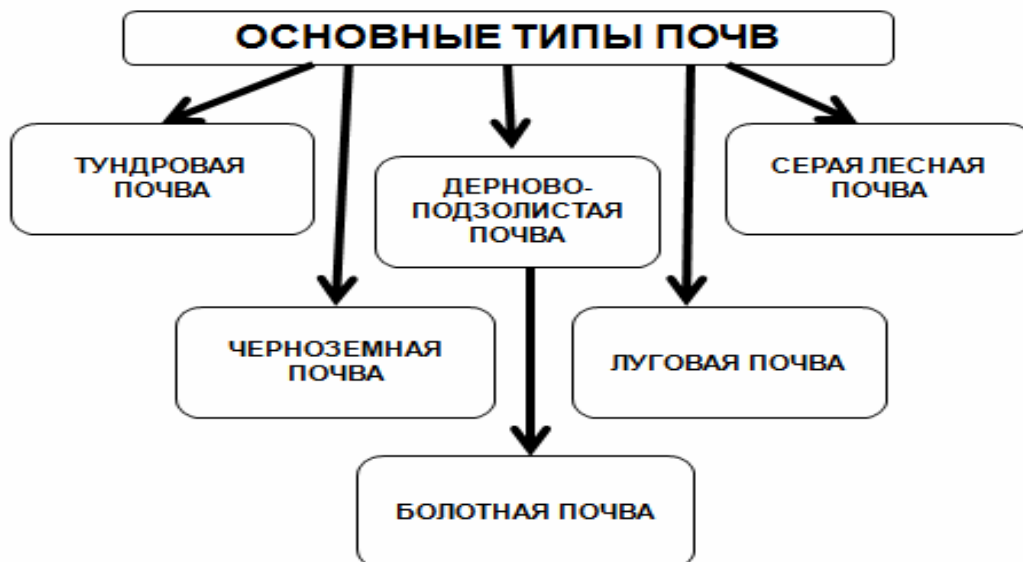 ОСНОВНЫЕ ТИПЫ ПОЧВ
ТУНДРОВАЯ
ПОЧВА
ДЕРНОВО-
ПОДЗОЛИСТАЯ
ПОЧВА
СЕРАЯ ЛЕСНАЯ
ПОЧВА
ЧЕРНОЗЕМНАЯ
ПОЧВА
ЛУГОВАЯ ПОЧВА
БОЛОТНАЯ ПОЧВА